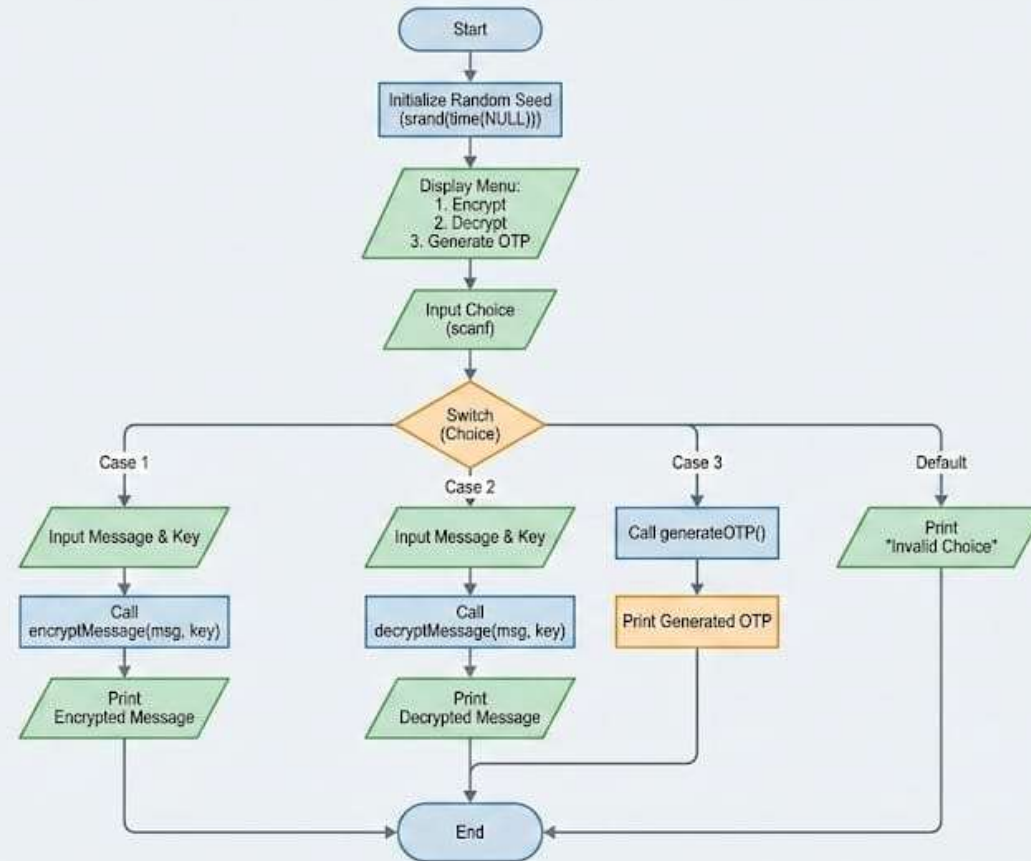 Start
Initialize Random Seed
(srand(time(NULL)))
Display Menu:
1. Encrypt
2. Decrypt
3. Generate OTP
Input Choice
(scanf)
Switch
(Choice)
Case 1
Case 2
Case 3
Default
Input Message & Key
Call
encryptMessage(msg, key)
Print
Encrypted Message
Input Message & Key
Call
decryptMessage(msg, key)
Print
Decrypted Message
Call generateOTP()
Print Generated OTP
Print
"Invalid Choice"
End